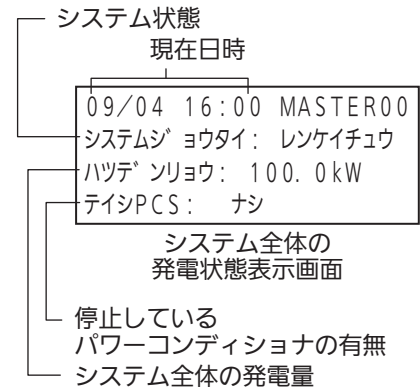 システム状態
現在日時
09/04 16:00 MASTER00
システムジョウタイ: レンケイチュウ
ハツデンリョウ: 100.0kW
テイシPCS: ナシ
システム全体の
発電状態表示画面
停止している
パワーコンディショナの有無
システム全体の発電量